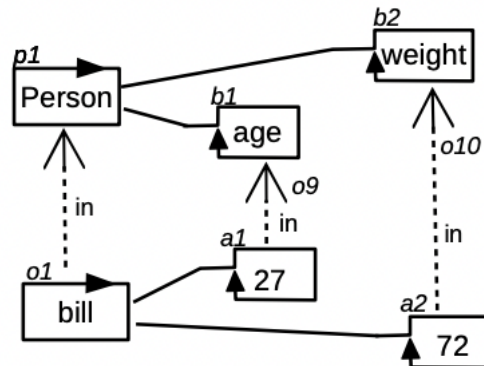 b2
p1
weight
Person
b1
age
o10
o9
in
in
a1
in
o1
27
bill
a2
72